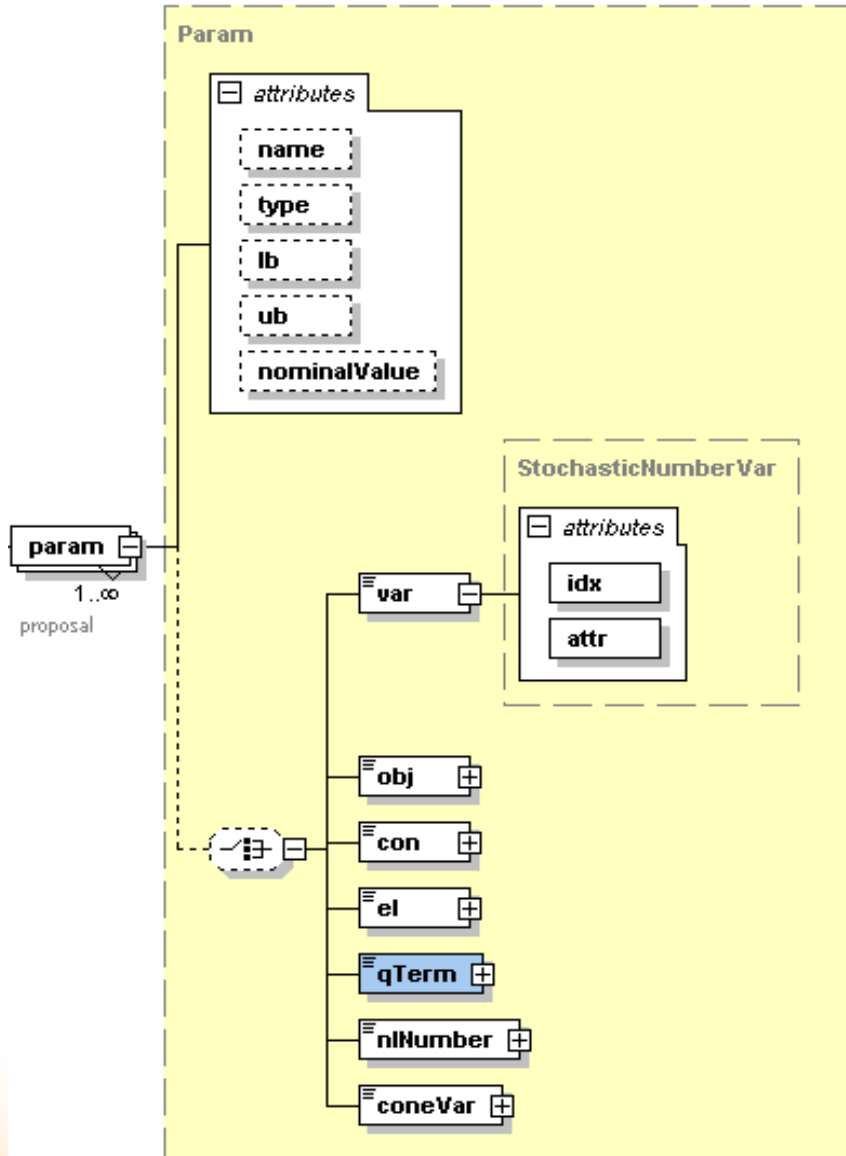 Param
attributes
name
type
lb
ub
nominalValue
StochasticNumberVar
attributes
param
var
idx
1..∞
proposal
attr
obj
con
el
qTerm
nlNumber
coneVar